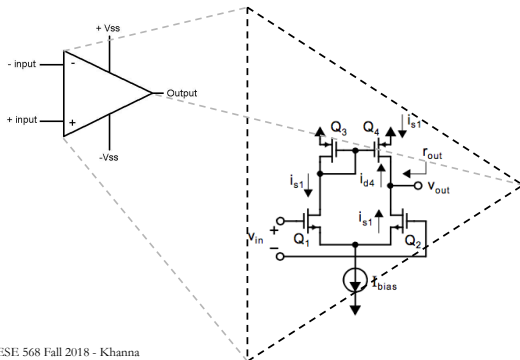 + Vss
- input
-
Output
+ input
+
-Vss
Q3
Q4
is1
rout
is1
id4
vout
is1
vin
+
-
Q1
Q2
Ibias
ESE 568 Fall 2018 - Khanna